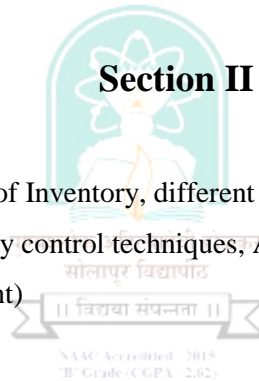 Section II
of Inventory, different
y control techniques, A
सोलापूर विद्यापीठ
nt)
|| विद्यया संपन्नता ||
NAAC Accredited - 2015
'B' Grade (CGPA - 2.62)